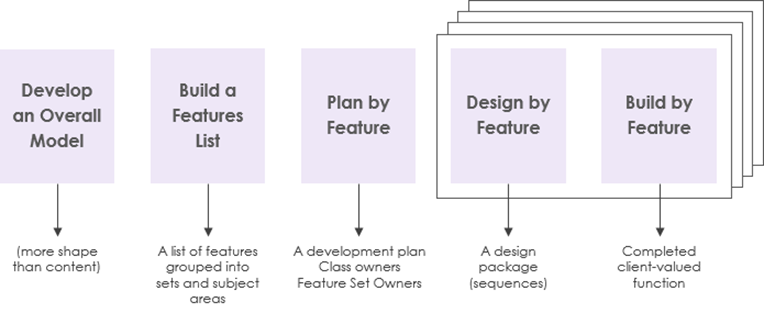 Develop
an Overall
Model
Build a
Features
List
Plan by
Feature
Design by
Feature
Build by
Feature
(more shape
than content)
A list of features
grouped into
sets and subject
areas
A development plan
Class owners
Feature Set Owners
A design
package
(sequences)
Completed
client-valued
function